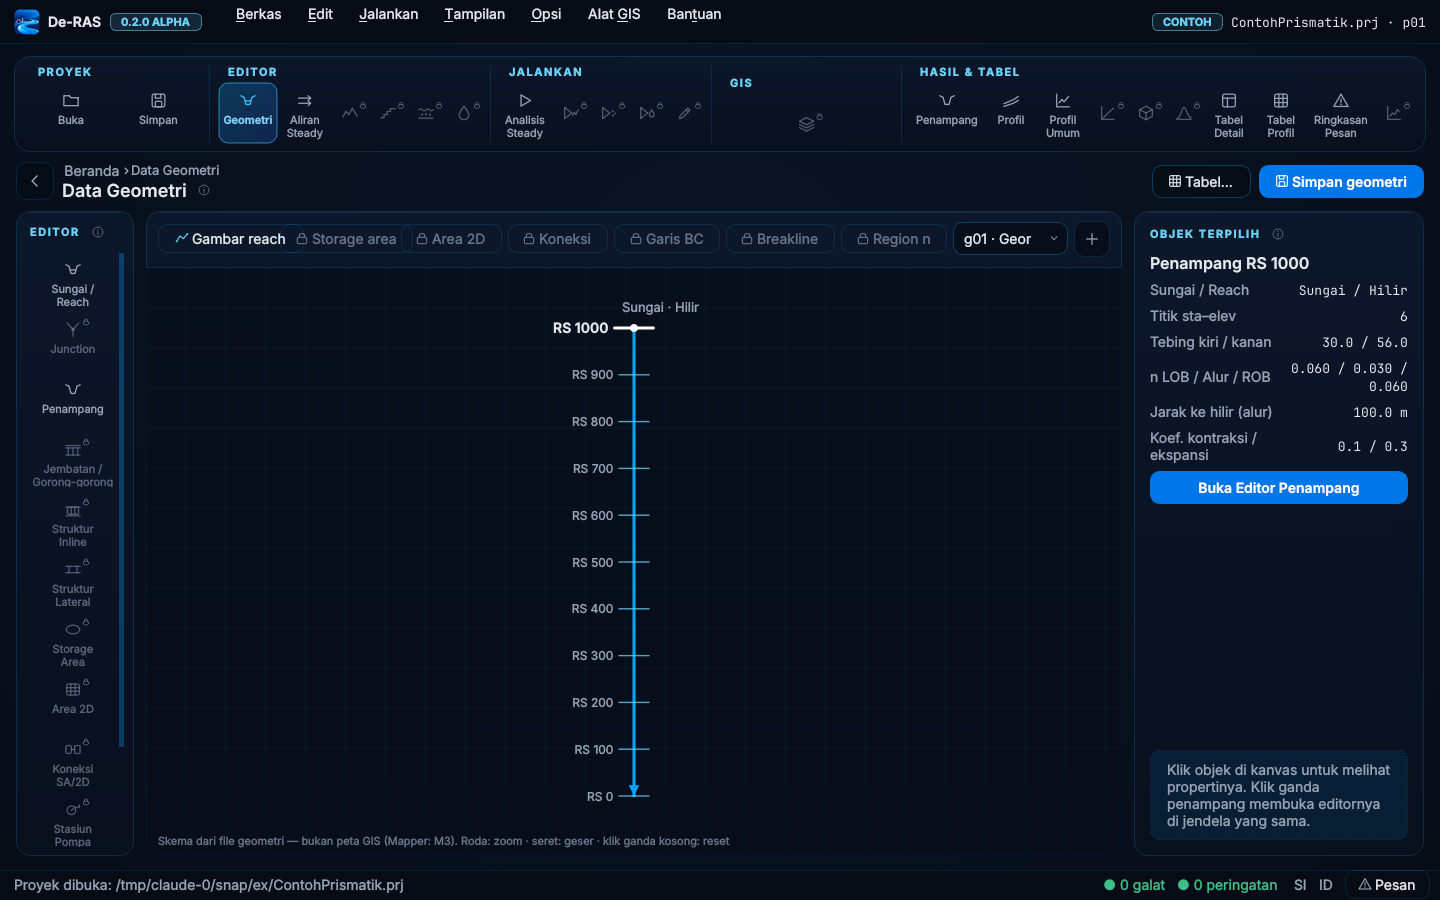 De-RAS 0.2.0 ALPHA Berkas Edit Jalankan Tampilan Opsi Alat GIS Bantuan CONTOH ContohPrismatik.prj · p01
PROYEK EDITOR JALANKAN GIS HASIL & TABEL
Buka Simpan Geometri Aliran Steady Analisis Steady Penampang Profil Profil Umum Tabel Detail Tabel Profil Ringkasan Pesan
Beranda › Data Geometri
Data Geometri
Tabel... Simpan geometri
EDITOR
Sungai /
Reach
Junction
Penampang
Jembatan /
Gorong-gorong
Struktur
Inline
Struktur
Lateral
Storage
Area
Area 2D
Koneksi
SA/2D
Stasiun
Pompa
Gambar reach Storage area Area 2D Koneksi Garis BC Breakline Region n g01 · Geor +
Sungai · Hilir
RS 1000
RS 900
RS 800
RS 700
RS 600
RS 500
RS 400
RS 300
RS 200
RS 100
RS 0
Skema dari file geometri — bukan peta GIS (Mapper: M3). Roda: zoom · seret: geser · klik ganda kosong: reset
OBJEK TERPILIH
Penampang RS 1000
Sungai / Reach Sungai / Hilir
Titik sta–elev 6
Tebing kiri / kanan 30.0 / 56.0
n LOB / Alur / ROB 0.060 / 0.030 /
0.060
Jarak ke hilir (alur) 100.0 m
Koef. kontraksi /
ekspansi 0.1 / 0.3
Buka Editor Penampang
Klik objek di kanvas untuk melihat
propertinya. Klik ganda
penampang membuka editornya
di jendela yang sama.
Proyek dibuka: /tmp/claude-0/snap/ex/ContohPrismatik.prj 0 galat 0 peringatan SI ID Pesan